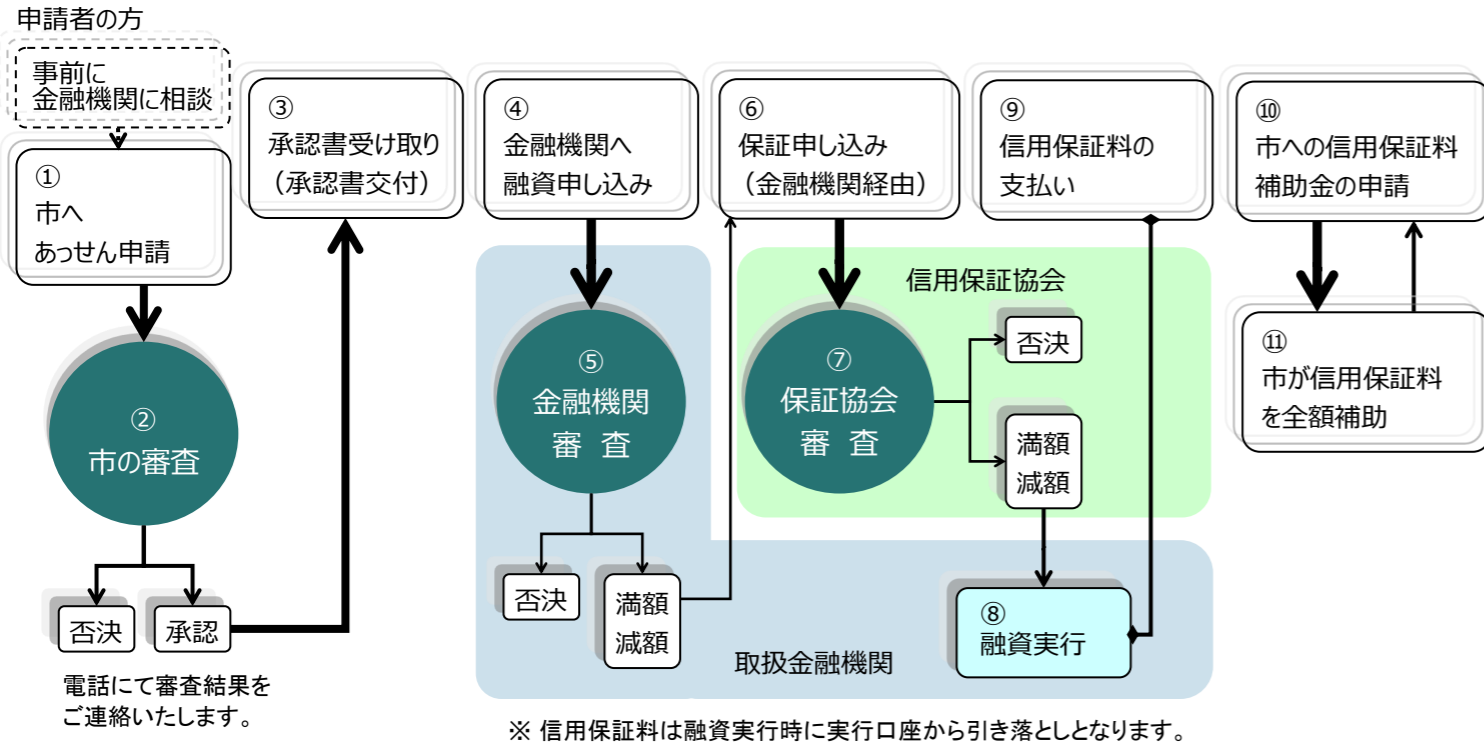 申請者の方
事前に
金融機関に相談
①
市へ
あっせん申請
②
市の審査
否決
承認
電話にて審査結果を
ご連絡いたします。
③
承認書受け取り
（承認書交付）
④
金融機関へ
融資申し込み
⑤
金融機関
審 査
否決
満額
減額
⑥
保証申し込み
（金融機関経由）
信用保証協会
⑦
保証協会
審 査
否決
満額
減額
⑧
融資実行
取扱金融機関
⑨
信用保証料の
支払い
⑩
市への信用保証料
補助金の申請
⑪
市が信用保証料
を全額補助
※ 信用保証料は融資実行時に実行口座から引き落としとなります。